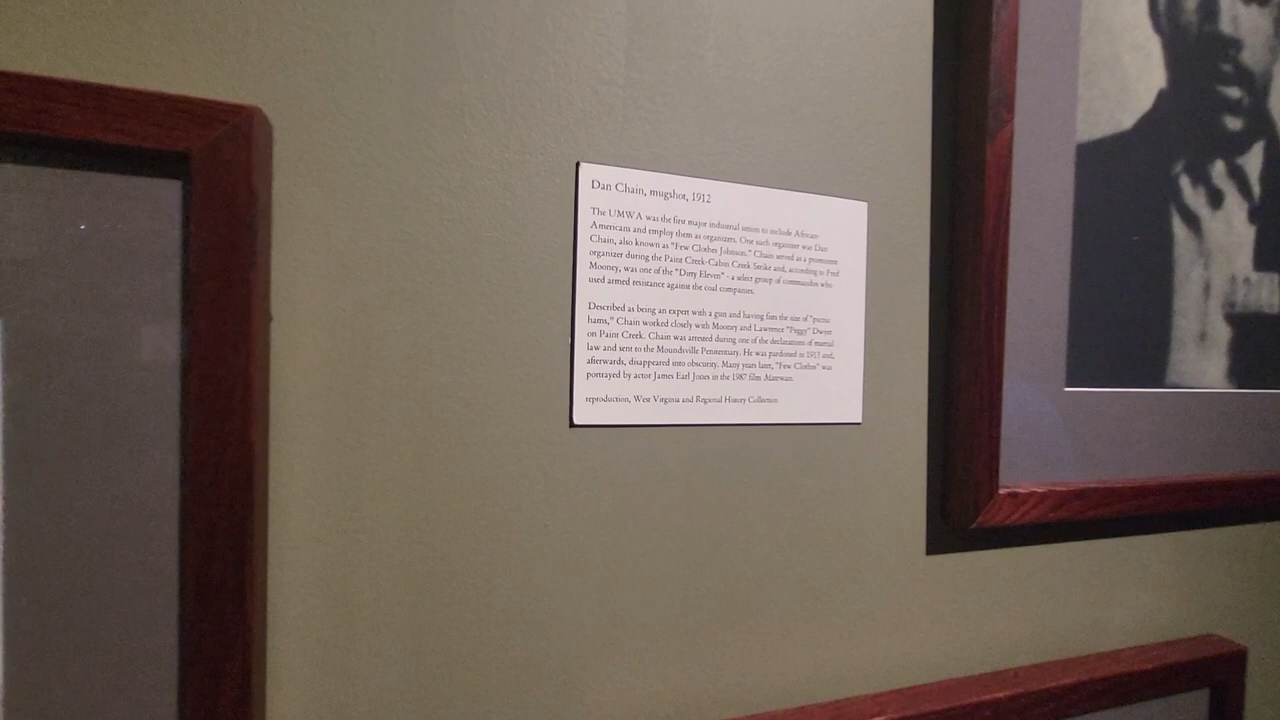 Dan Chain, mugshot, 1912
The UMWA was the first major industrial union to include African-
Americans and employ them as organizers. One such organizer was Dan
Chain, also known as "Few Clothes Johnson." Chain served as a prominent
organizer during the Paint Creek-Cabin Creek Strike and, according to Fred
Mooney, was one of the "Dirty Eleven" - a select group of commandos who
used armed resistance against the coal companies.
Described as being an expert with a gun and having fists the size of "picnic
hams," Chain worked closely with Mooney and Lawrence "Peggy" Dwyer
on Paint Creek. Chain was arrested during one of the declarations of martial
law and sent to the Moundsville Penitentiary. He was pardoned in 1913 and,
afterwards, disappeared into obscurity. Many years later, "Few Clothes" was
portrayed by actor James Earl Jones in the 1987 film Matewan.
reproduction, West Virginia and Regional History Collection